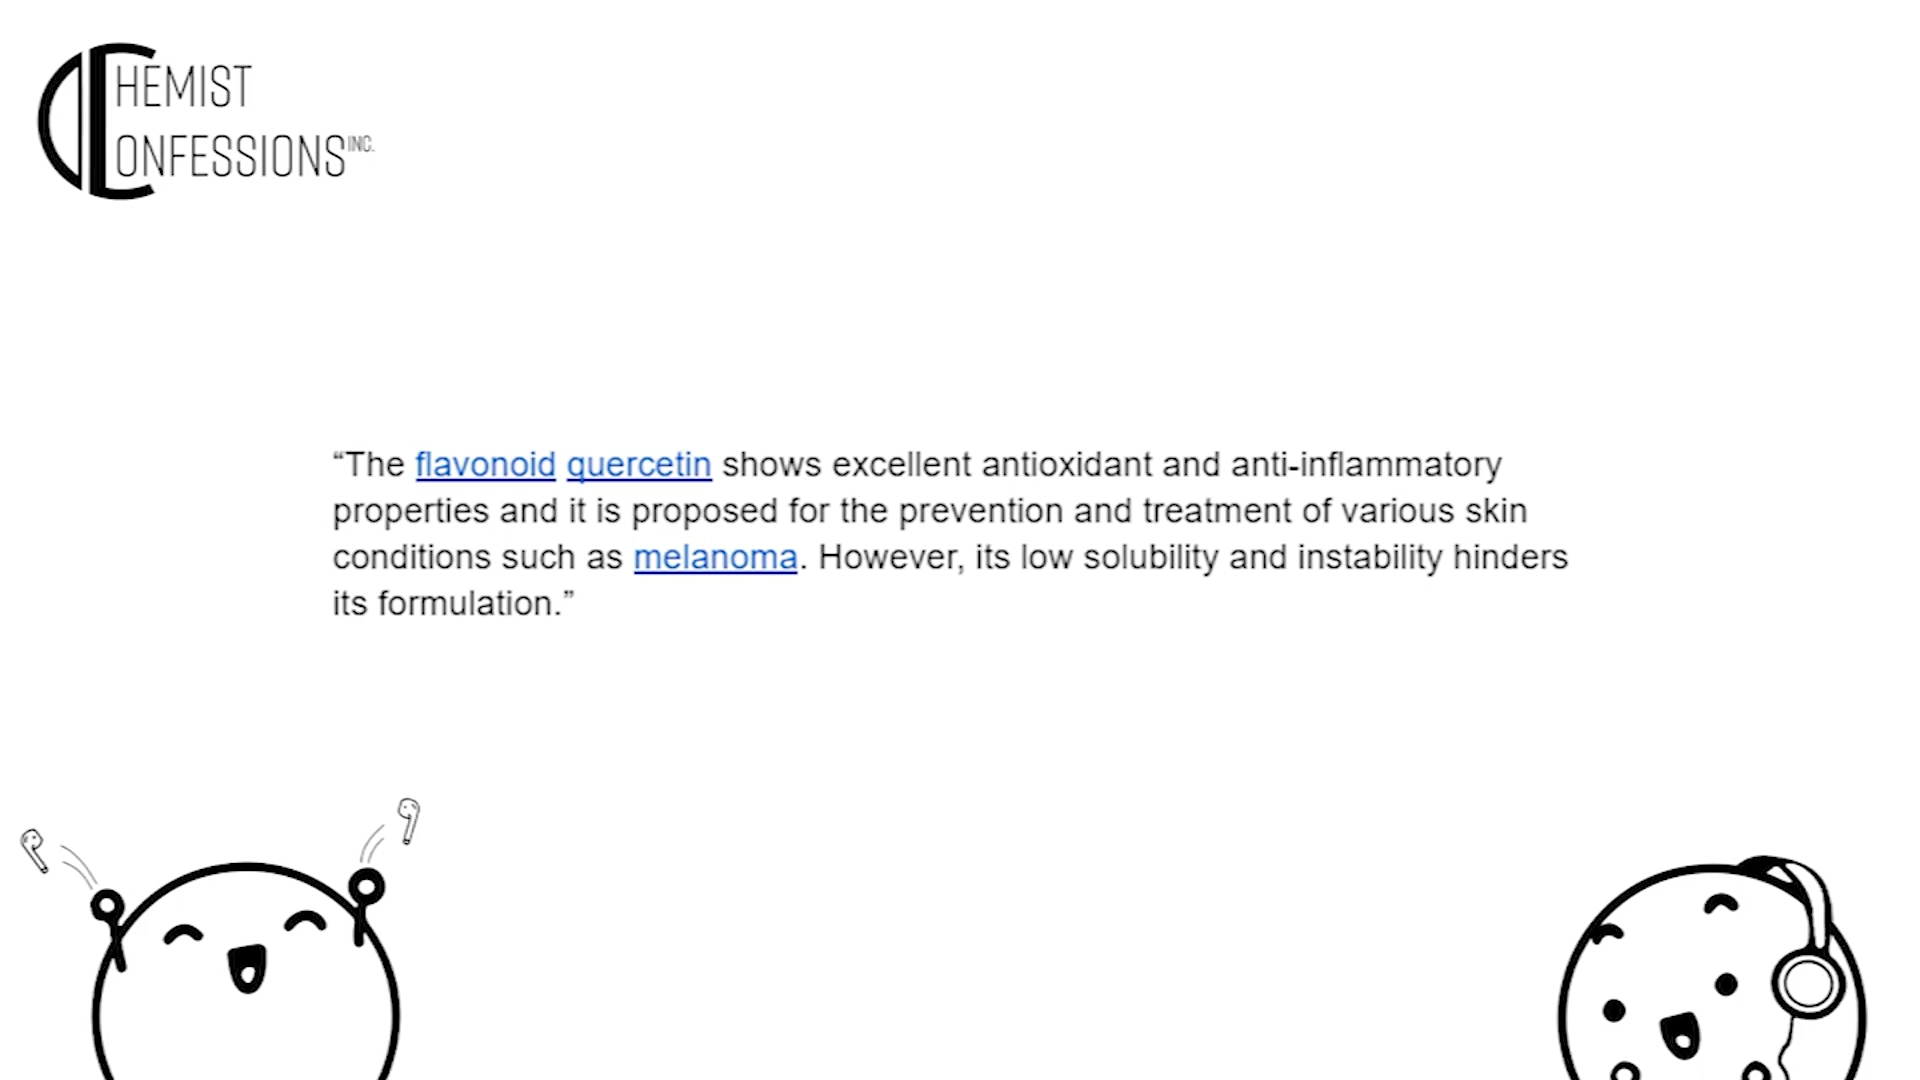 CHEMIST
CONFESSIONS INC.
“The flavonoid quercetin shows excellent antioxidant and anti-inflammatory
properties and it is proposed for the prevention and treatment of various skin
conditions such as melanoma. However, its low solubility and instability hinders
its formulation.”